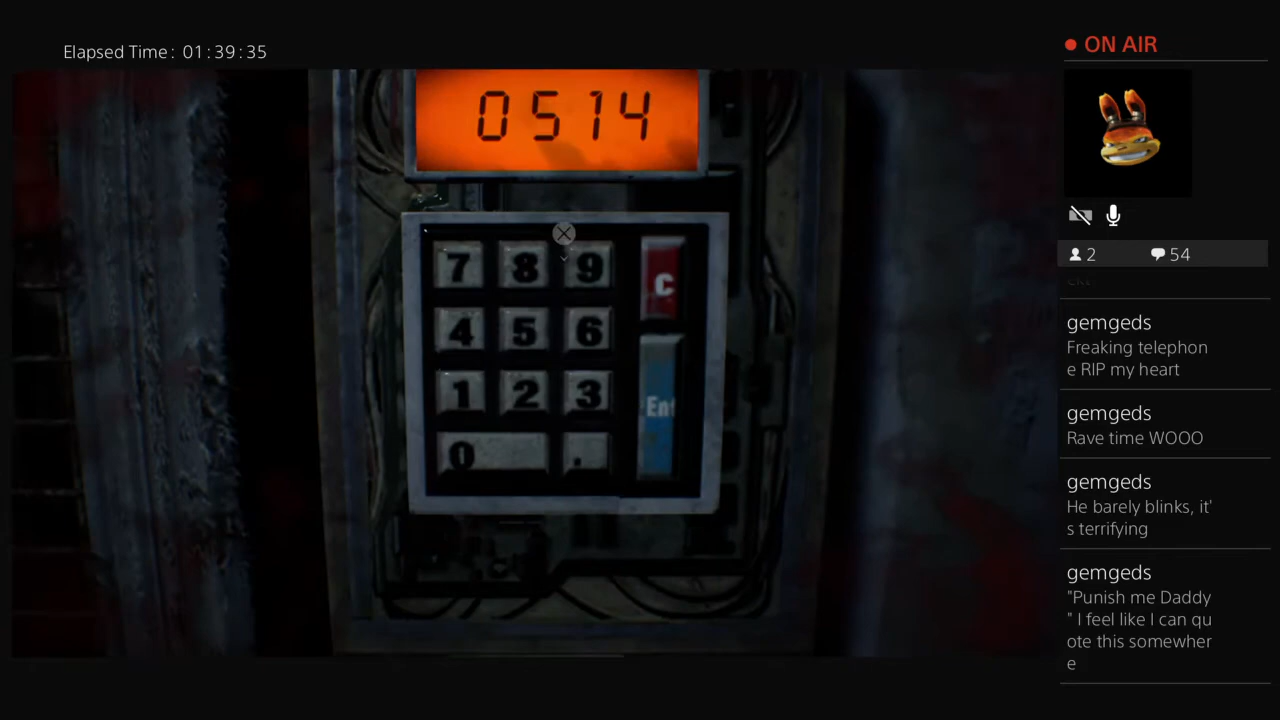 Elapsed Time: 01:39:35
ON AIR
0514
7 8 9 C
4 5 6
1 2 3 Ent
0 .
2 54
gemgeds
Freaking telephon
e RIP my heart
gemgeds
Rave time WOOO
gemgeds
He barely blinks, it'
s terrifying
gemgeds
"Punish me Daddy
" I feel like I can qu
ote this somewher
e